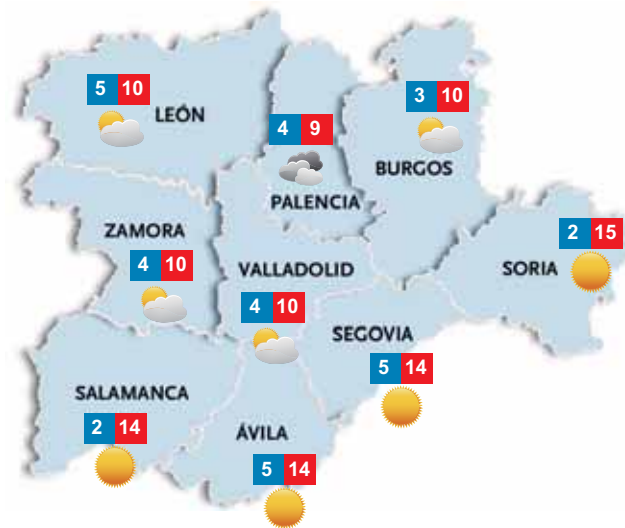 5 10
LEÓN
3 10
BURGOS
4 9
PALENCIA
ZAMORA
4 10
VALLADOLID
4 10
2 15
SORIA
SEGOVIA
5 14
SALAMANCA
2 14
ÁVILA
5 14